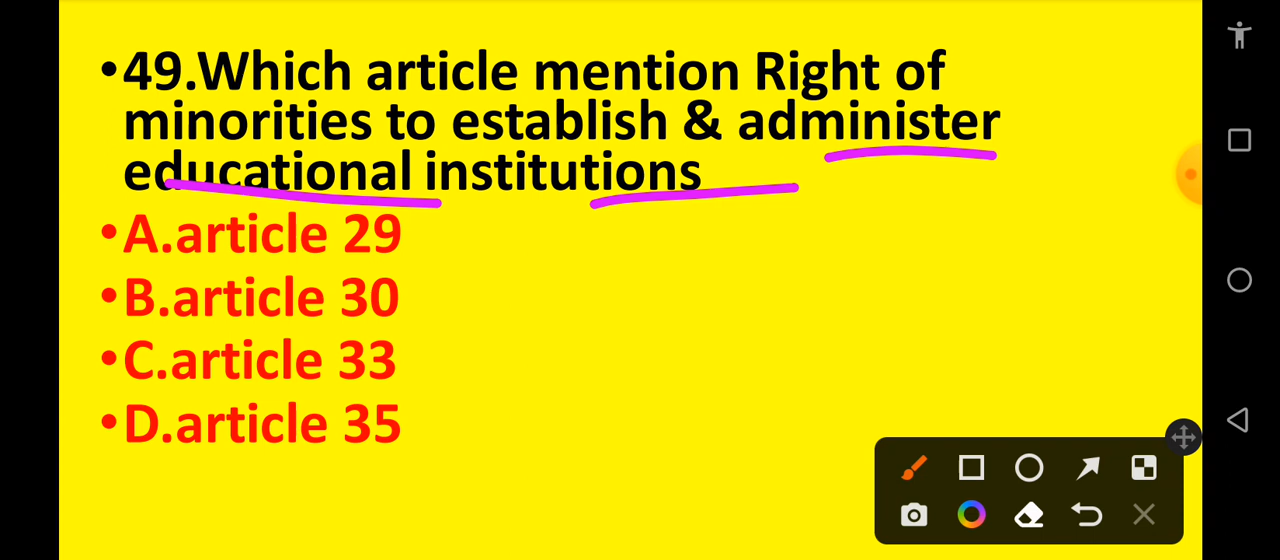 •49.Which article mention Right of
minorities to establish & administer
educational institutions
•A.article 29
•B.article 30
•C.article 33
•D.article 35